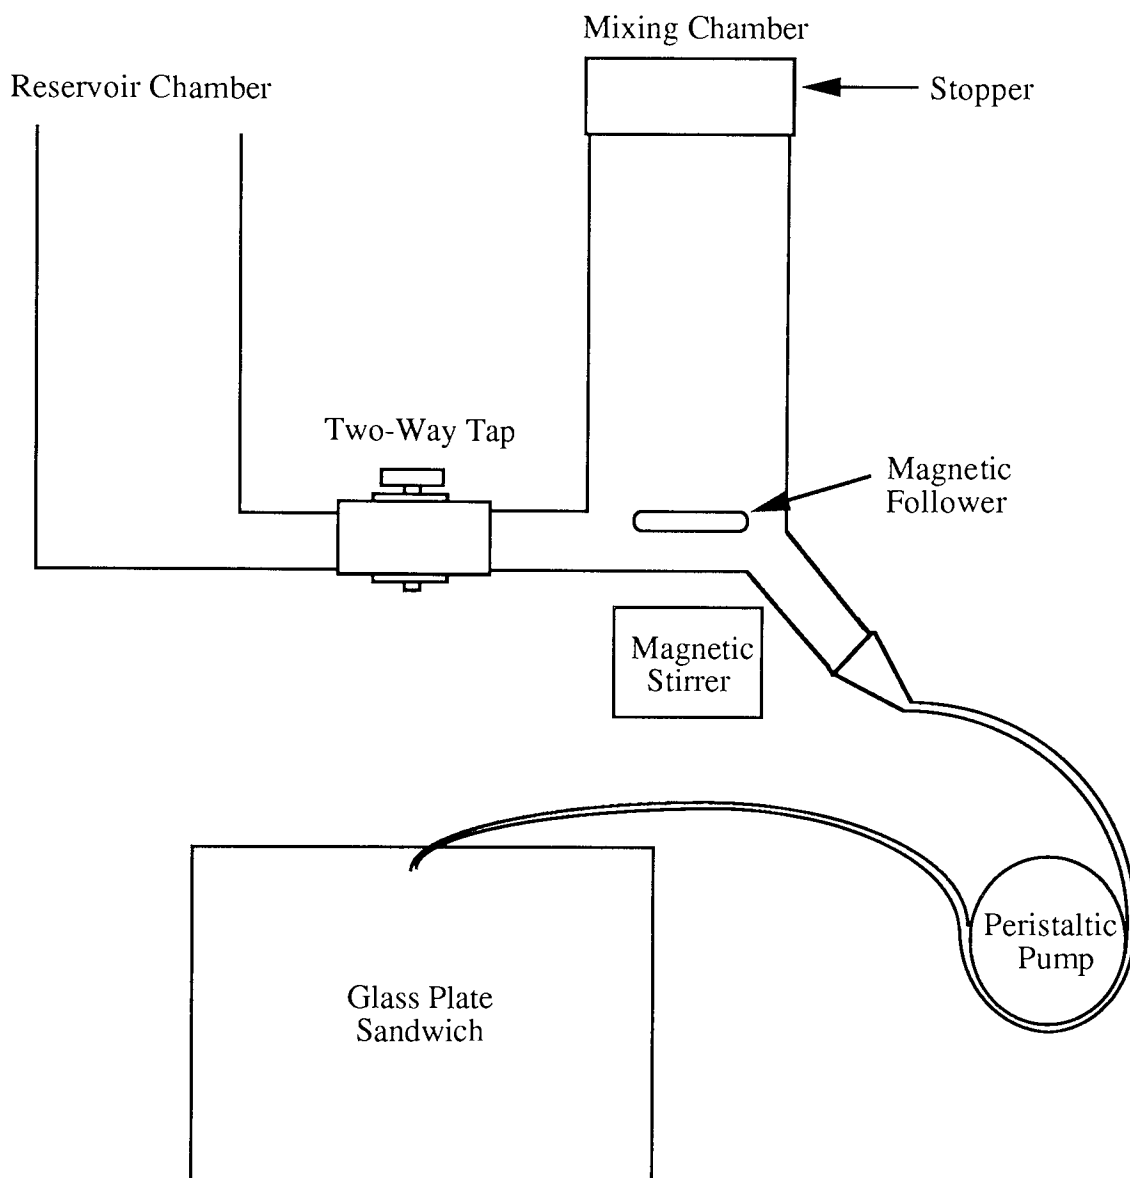 Mixing Chamber
Reservoir Chamber
Stopper
Two-Way Tap
Magnetic
Follower
Magnetic
Stirrer
Peristaltic
Pump
Glass Plate
Sandwich